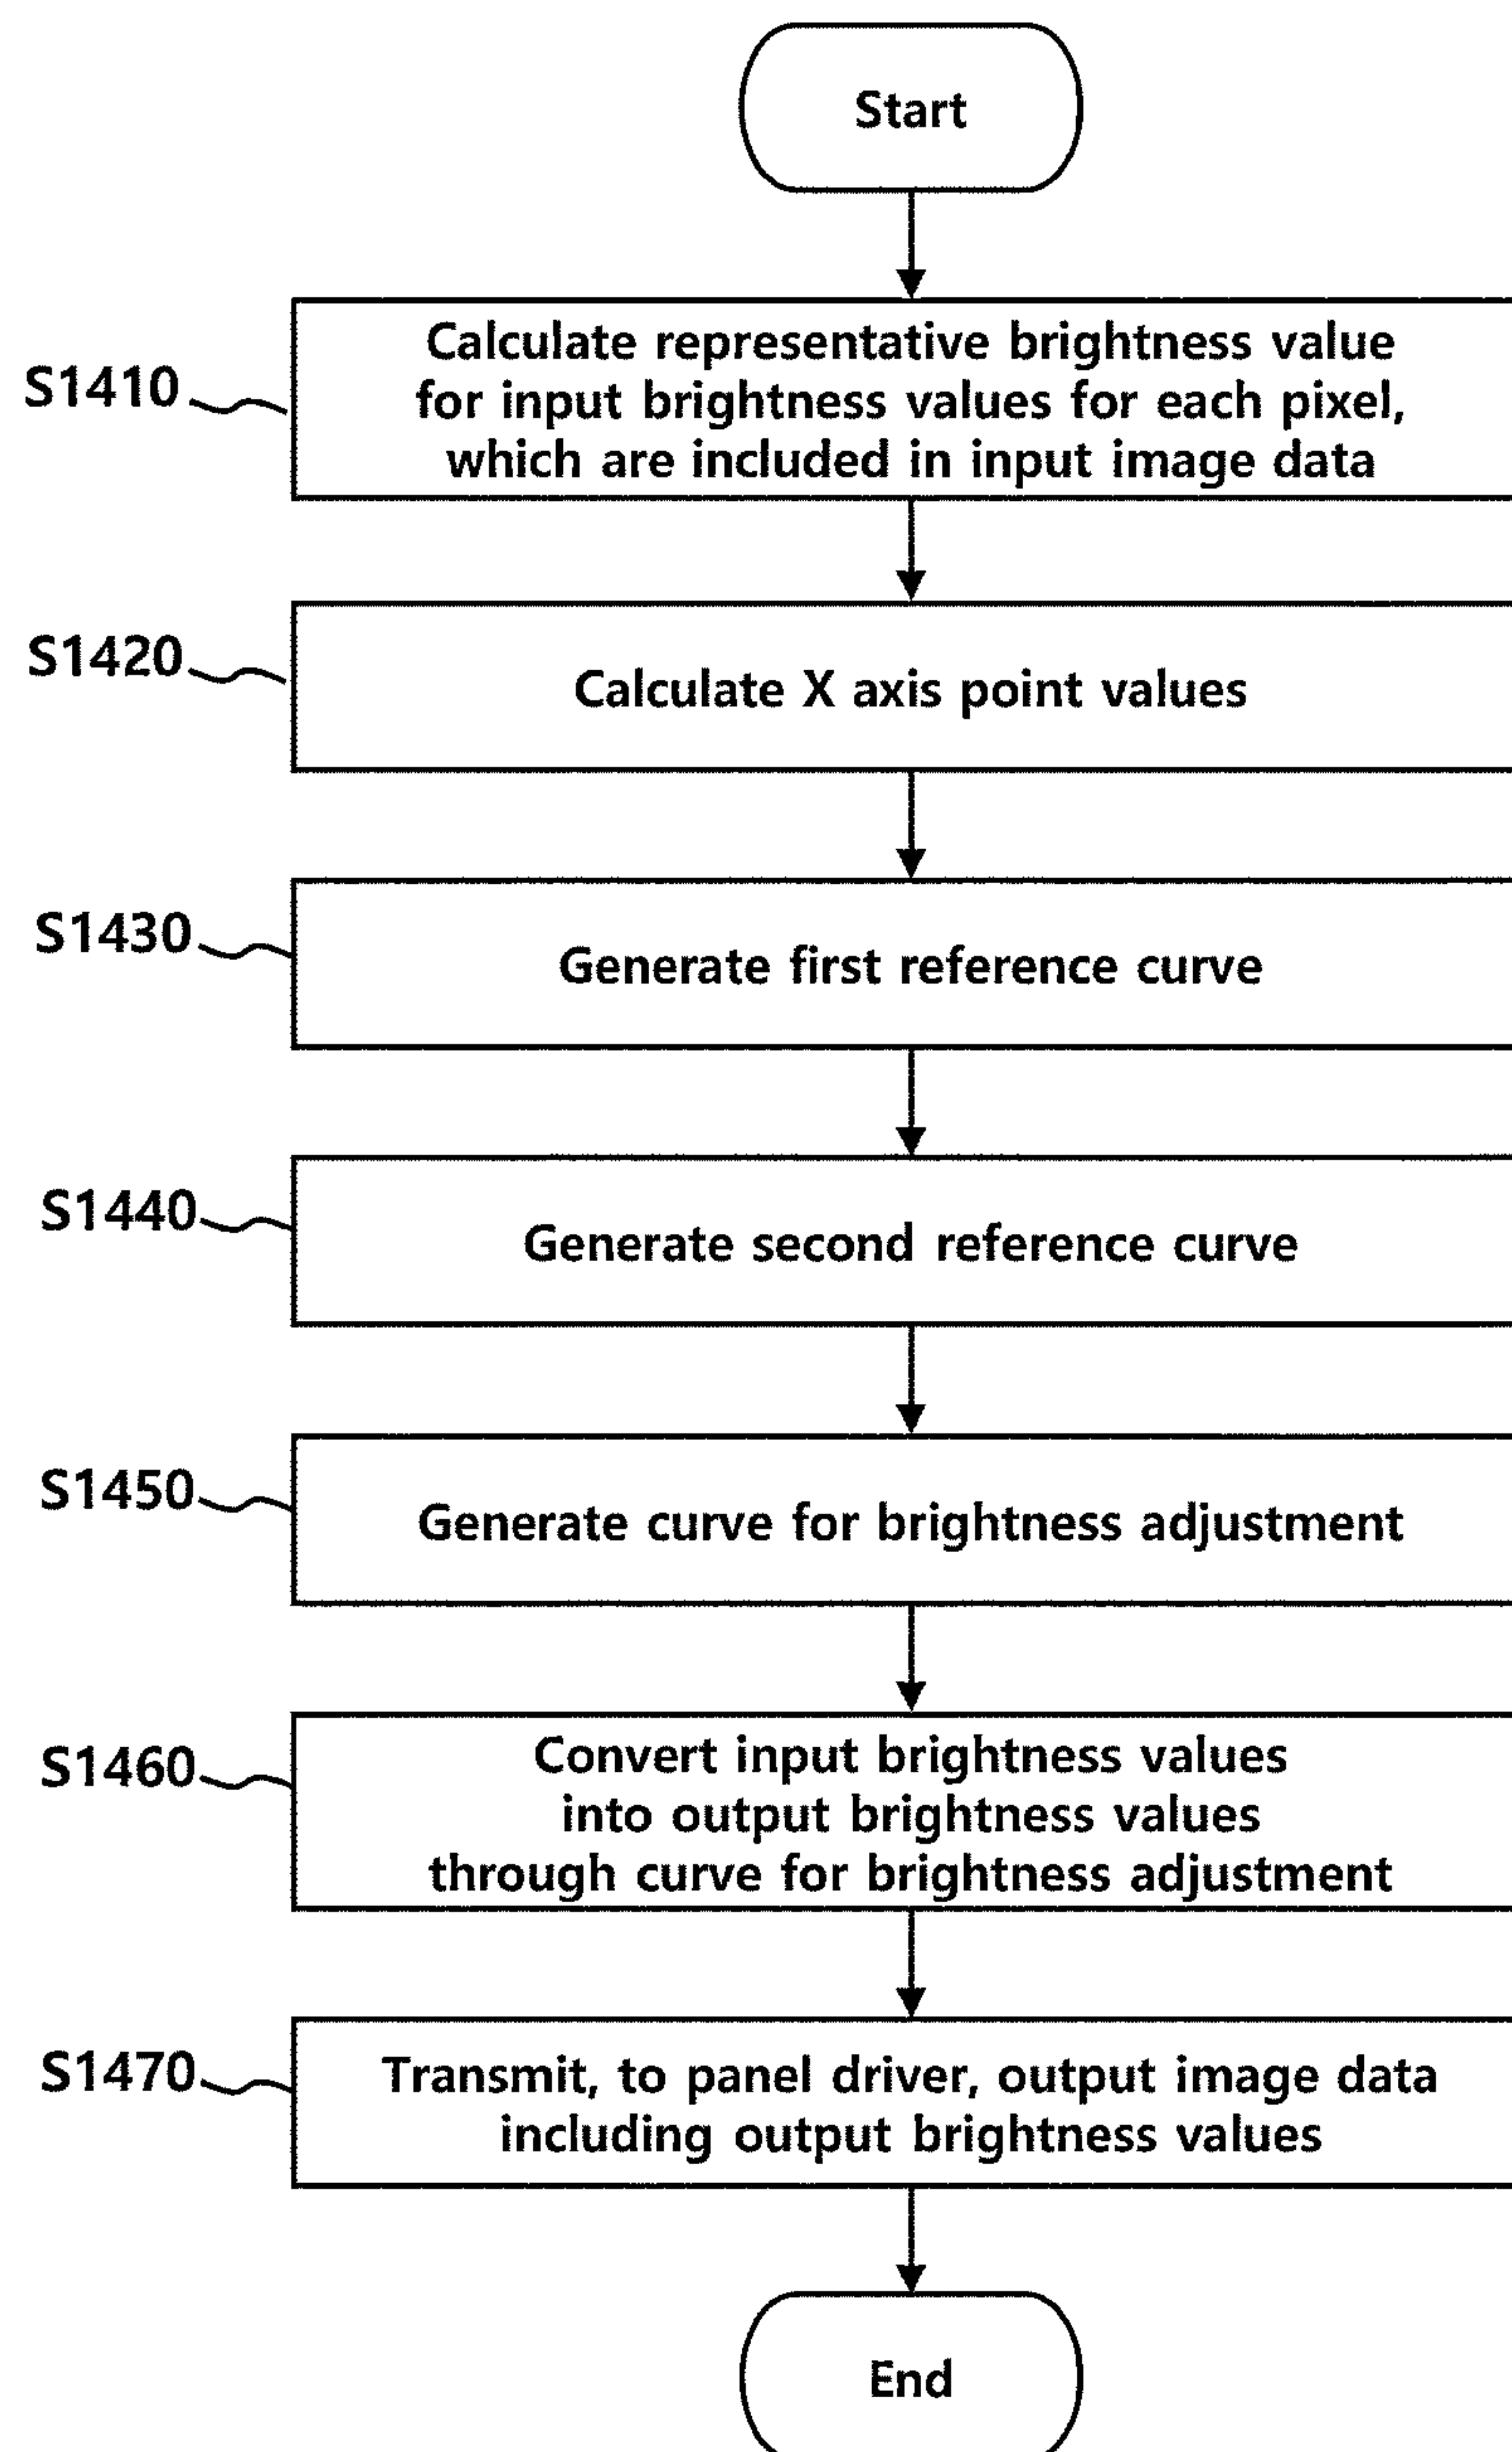 Start
S1410
Calculate representative brightness value
for input brightness values for each pixel,
which are included in input image data
S1420
Calculate X axis point values
S1430
Generate first reference curve
S1440
Generate second reference curve
S1450
Generate curve for brightness adjustment
S1460
Convert input brightness values
into output brightness values
through curve for brightness adjustment
S1470
Transmit, to panel driver, output image data
including output brightness values
End